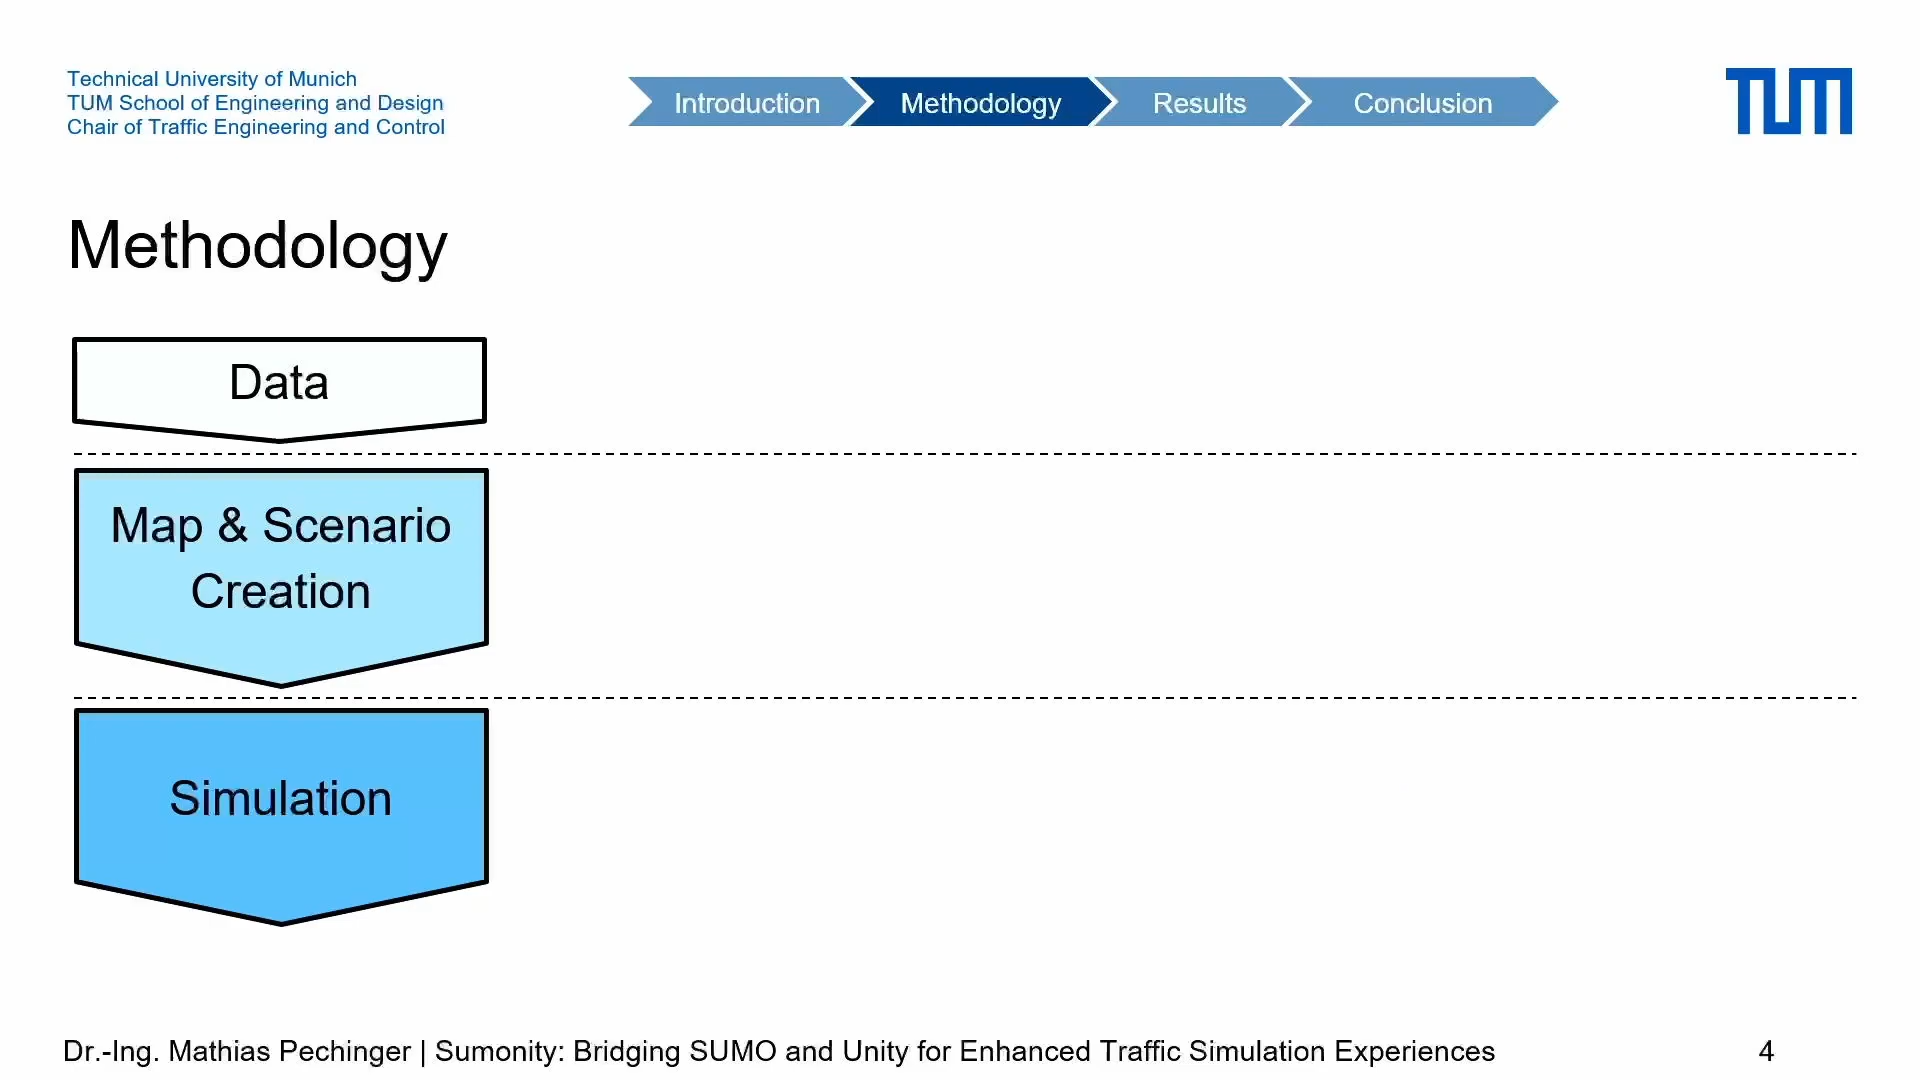 Technical University of Munich
TUM School of Engineering and Design
Chair of Traffic Engineering and Control
Introduction
Methodology
Results
Conclusion
TUM
Methodology
Data
Map & Scenario
Creation
Simulation
Dr.-Ing. Mathias Pechinger | Sumonity: Bridging SUMO and Unity for Enhanced Traffic Simulation Experiences
4